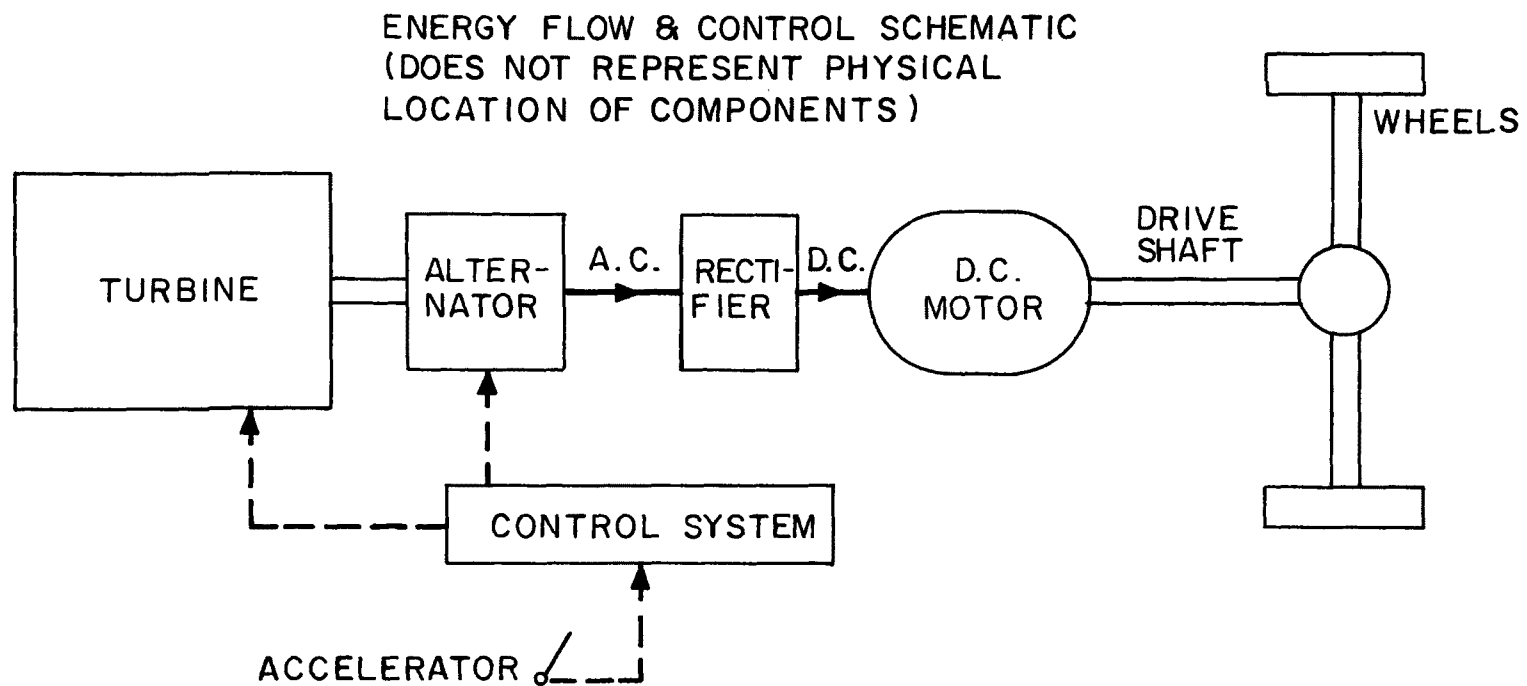 ENERGY FLOW & CONTROL SCHEMATIC
(DOES NOT REPRESENT PHYSICAL
LOCATION OF COMPONENTS)
WHEELS
TURBINE
ALTER-
NATOR
A.C.
RECTI-
FIER
D.C.
D.C.
MOTOR
DRIVE
SHAFT
CONTROL SYSTEM
ACCELERATOR